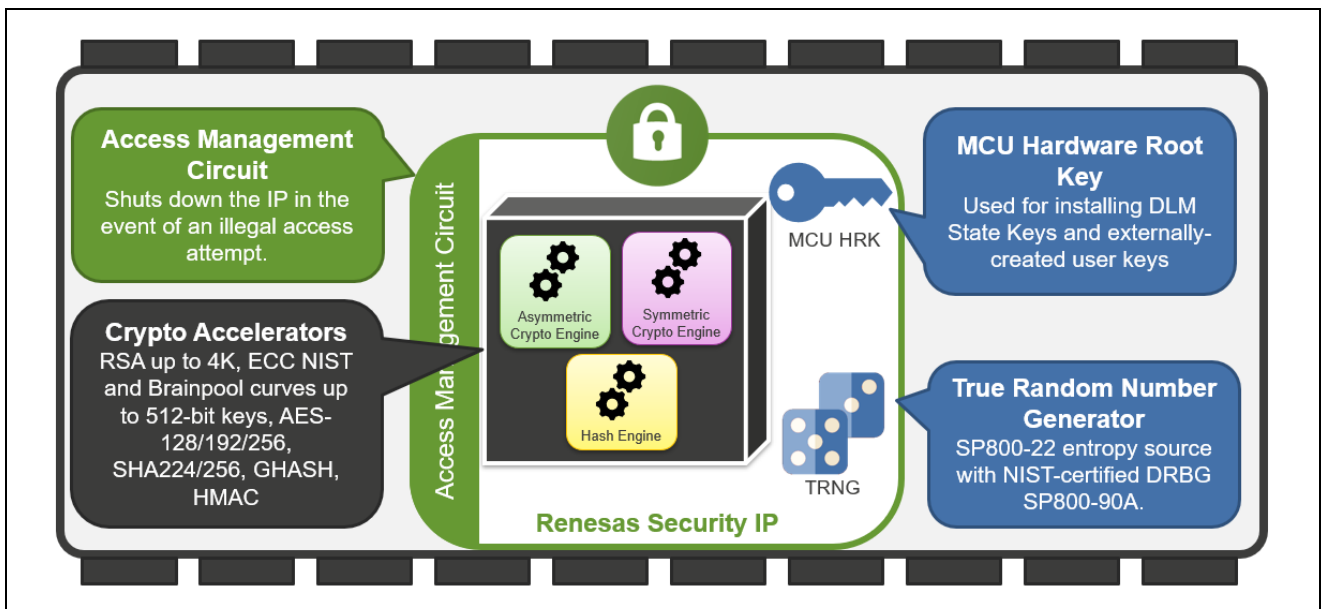 Access Management
Circuit
Shuts down the IP in the
event of an illegal access
attempt.
Crypto Accelerators
RSA up to 4K, ECC NIST
and Brainpool curves up
to 512-bit keys, AES-
128/192/256,
SHA224/256, GHASH,
HMAC
Access Management Circuit
Asymmetric
Crypto Engine
Symmetric
Crypto Engine
Hash Engine
MCU HRK
TRNG
Renesas Security IP
MCU Hardware Root
Key
Used for installing DLM
State Keys and externally-
created user keys
True Random Number
Generator
SP800-22 entropy source
with NIST-certified DRBG
SP800-90A.